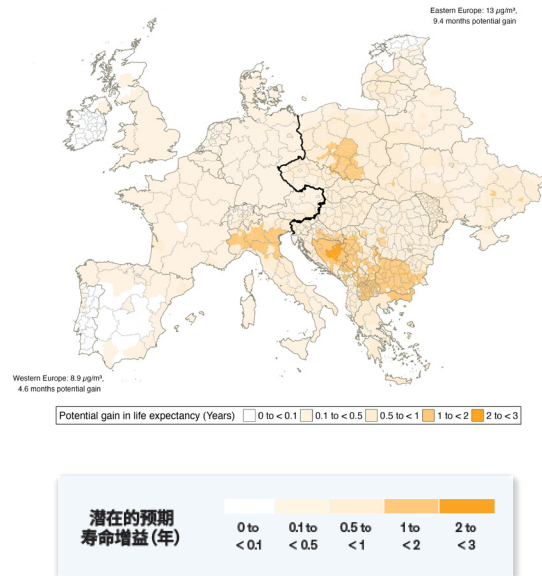 Eastern Europe: 13 μg/m³,
9.4 months potential gain
Western Europe: 8.9 μg/m³,
4.6 months potential gain
Potential gain in life expectancy (Years) 0 to < 0.1 0.1 to < 0.5 0.5 to < 1 1 to < 2 2 to < 3
潜在的预期
寿命增益(年)
0 to 0.1 to 0.5 to 1 to 2 to
< 0.1 < 0.5 < 1 < 2 < 3